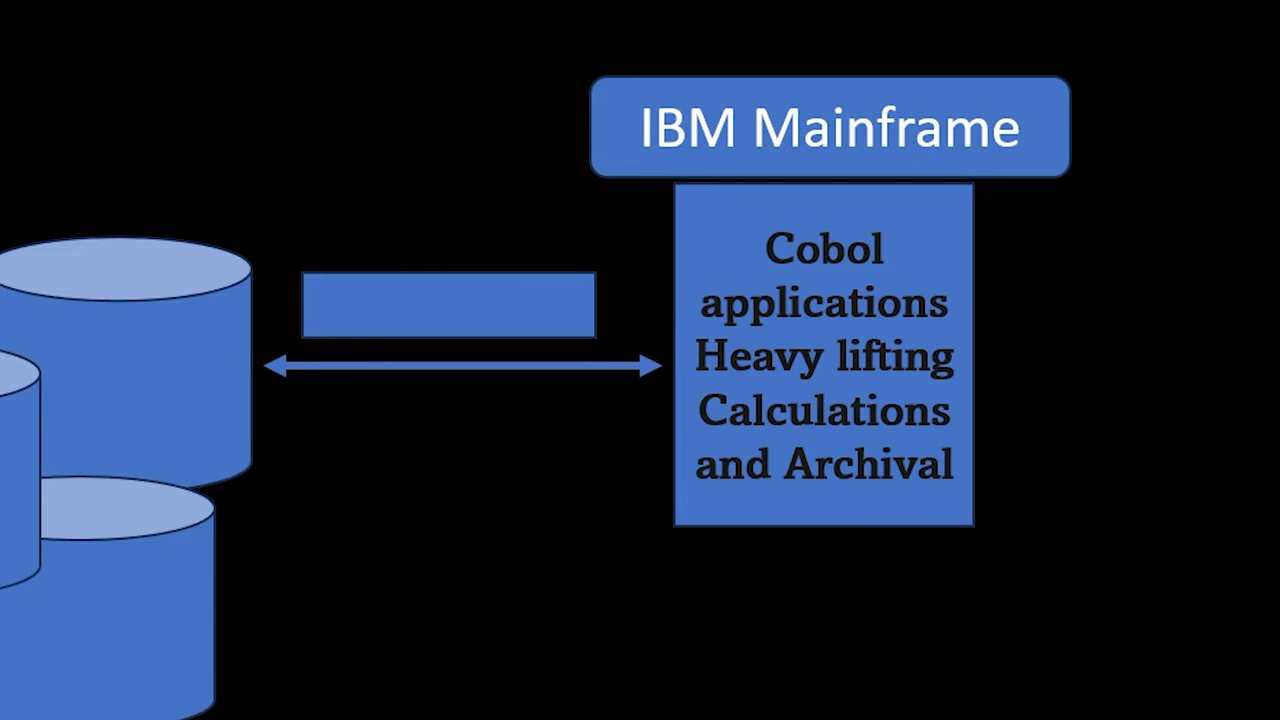 IBM Mainframe
Cobol
applications
Heavy lifting
Calculations
and Archival